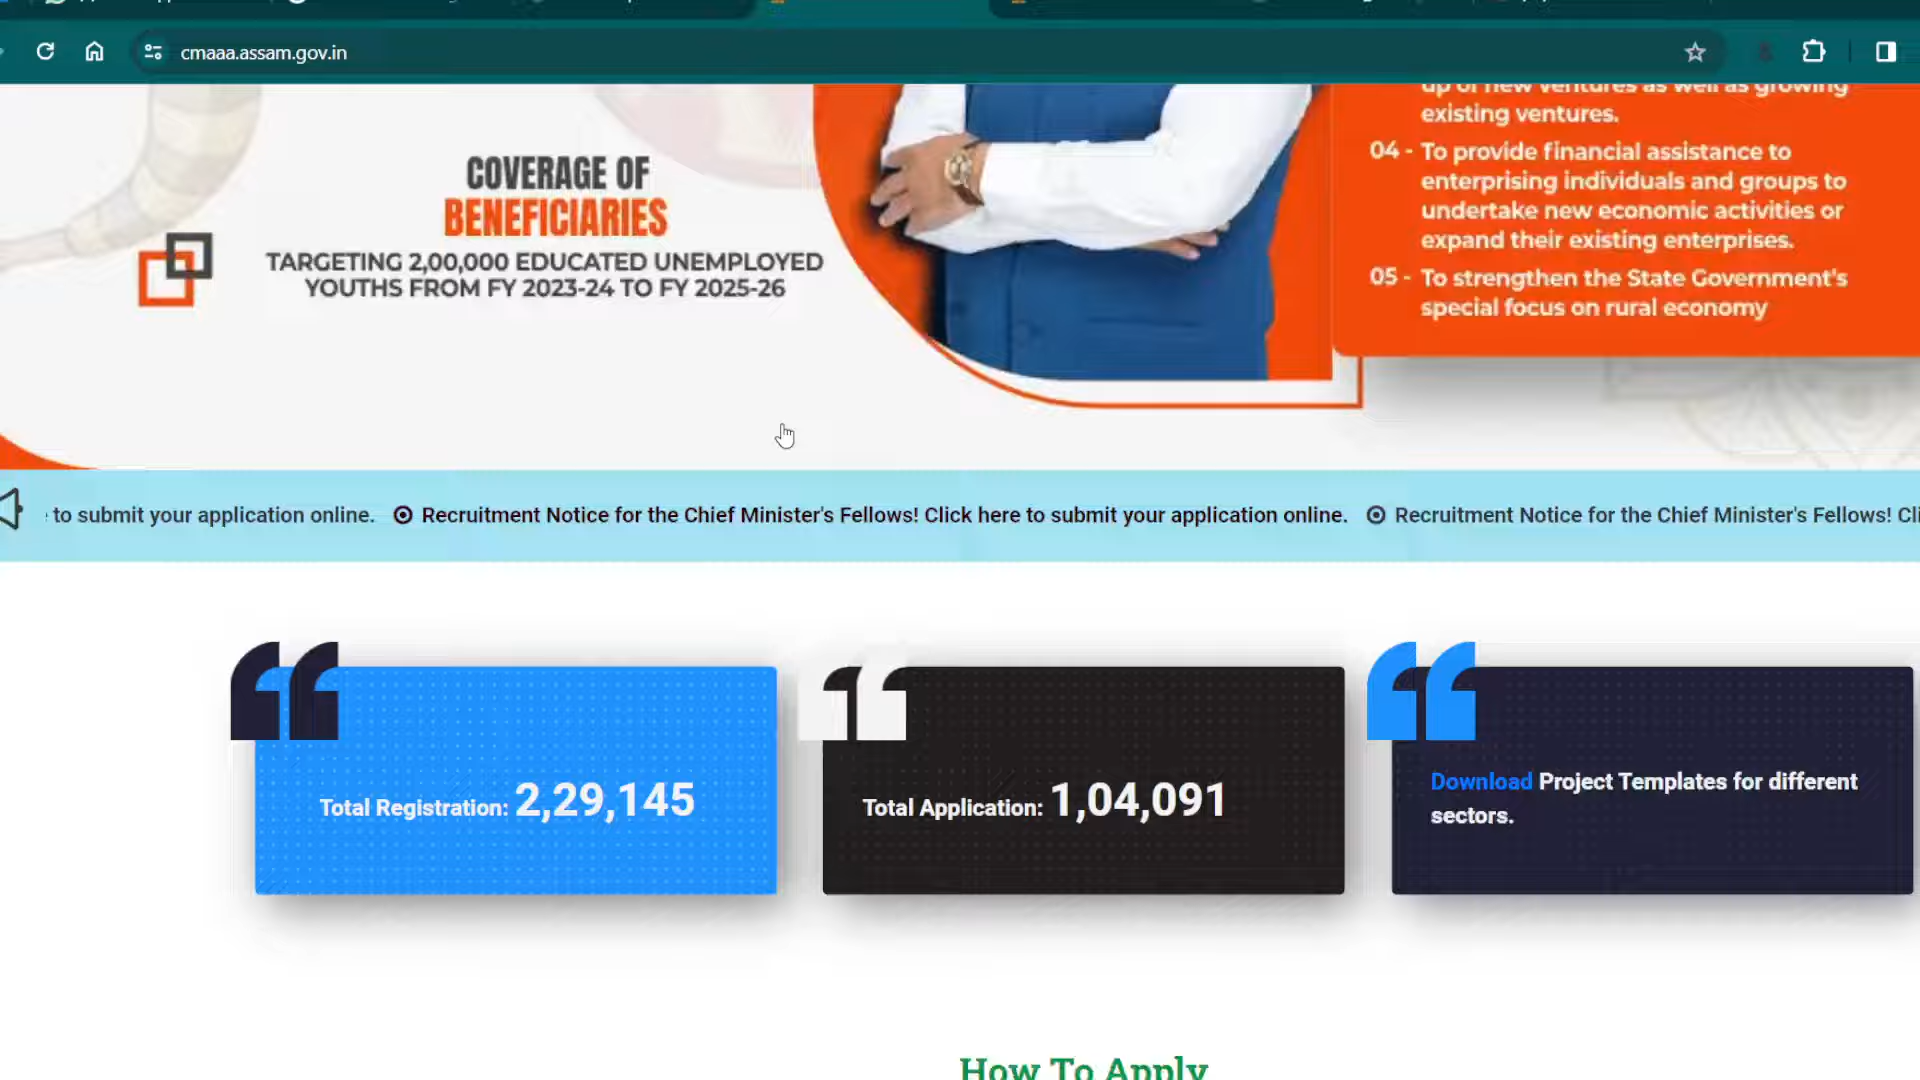 cmaaa.assam.gov.in
up of new ventures as well as growing
existing ventures.
04 - To provide financial assistance to
enterprising individuals and groups to
undertake new economic activities or
expand their existing enterprises.
05 - To strengthen the State Government's
special focus on rural economy
COVERAGE OF
BENEFICIARIES
TARGETING 2,00,000 EDUCATED UNEMPLOYED
YOUTHS FROM FY 2023-24 TO FY 2025-26
to submit your application online. Recruitment Notice for the Chief Minister's Fellows! Click here to submit your application online. Recruitment Notice for the Chief Minister's Fellows! Cli
Total Registration: 2,29,145
Total Application: 1,04,091
Download Project Templates for different
sectors.
How To Apply